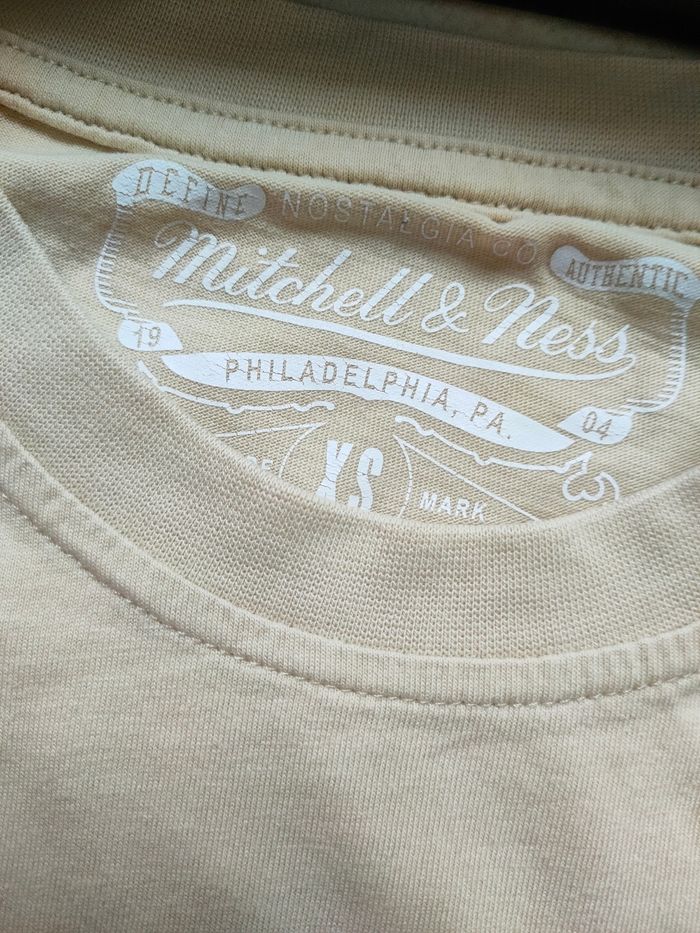 DEFINE NOSTALGIA CO AUTHENTIC
Mitchell & Ness
19 PHILADELPHIA, PA. 04
XS MARK